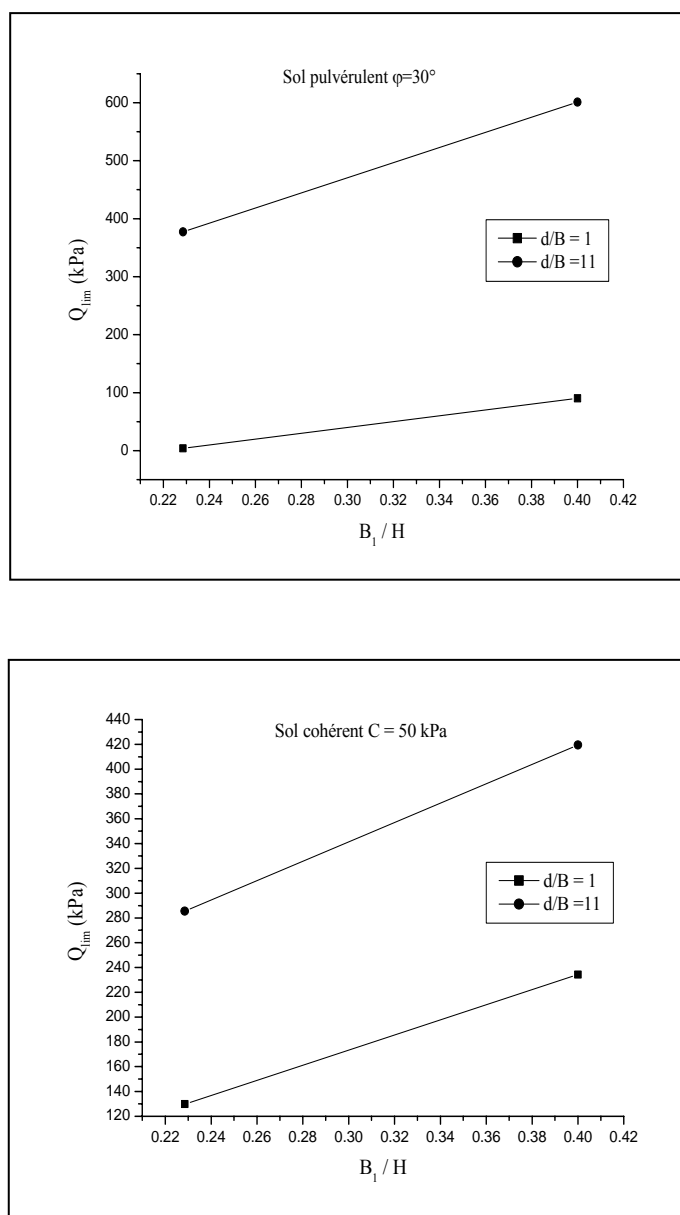 Sol pulvérulent φ=30°
600
500
400
300
200
100
0
Q_lim (kPa)
d/B = 1
d/B =11
0.22 0.24 0.26 0.28 0.30 0.32 0.34 0.36 0.38 0.40 0.42
B_1 / H
Sol cohérent C = 50 kPa
440
420
400
380
360
340
320
300
280
260
240
220
200
180
160
140
120
Q_lim (kPa)
d/B = 1
d/B =11
0.22 0.24 0.26 0.28 0.30 0.32 0.34 0.36 0.38 0.40 0.42
B_1 / H